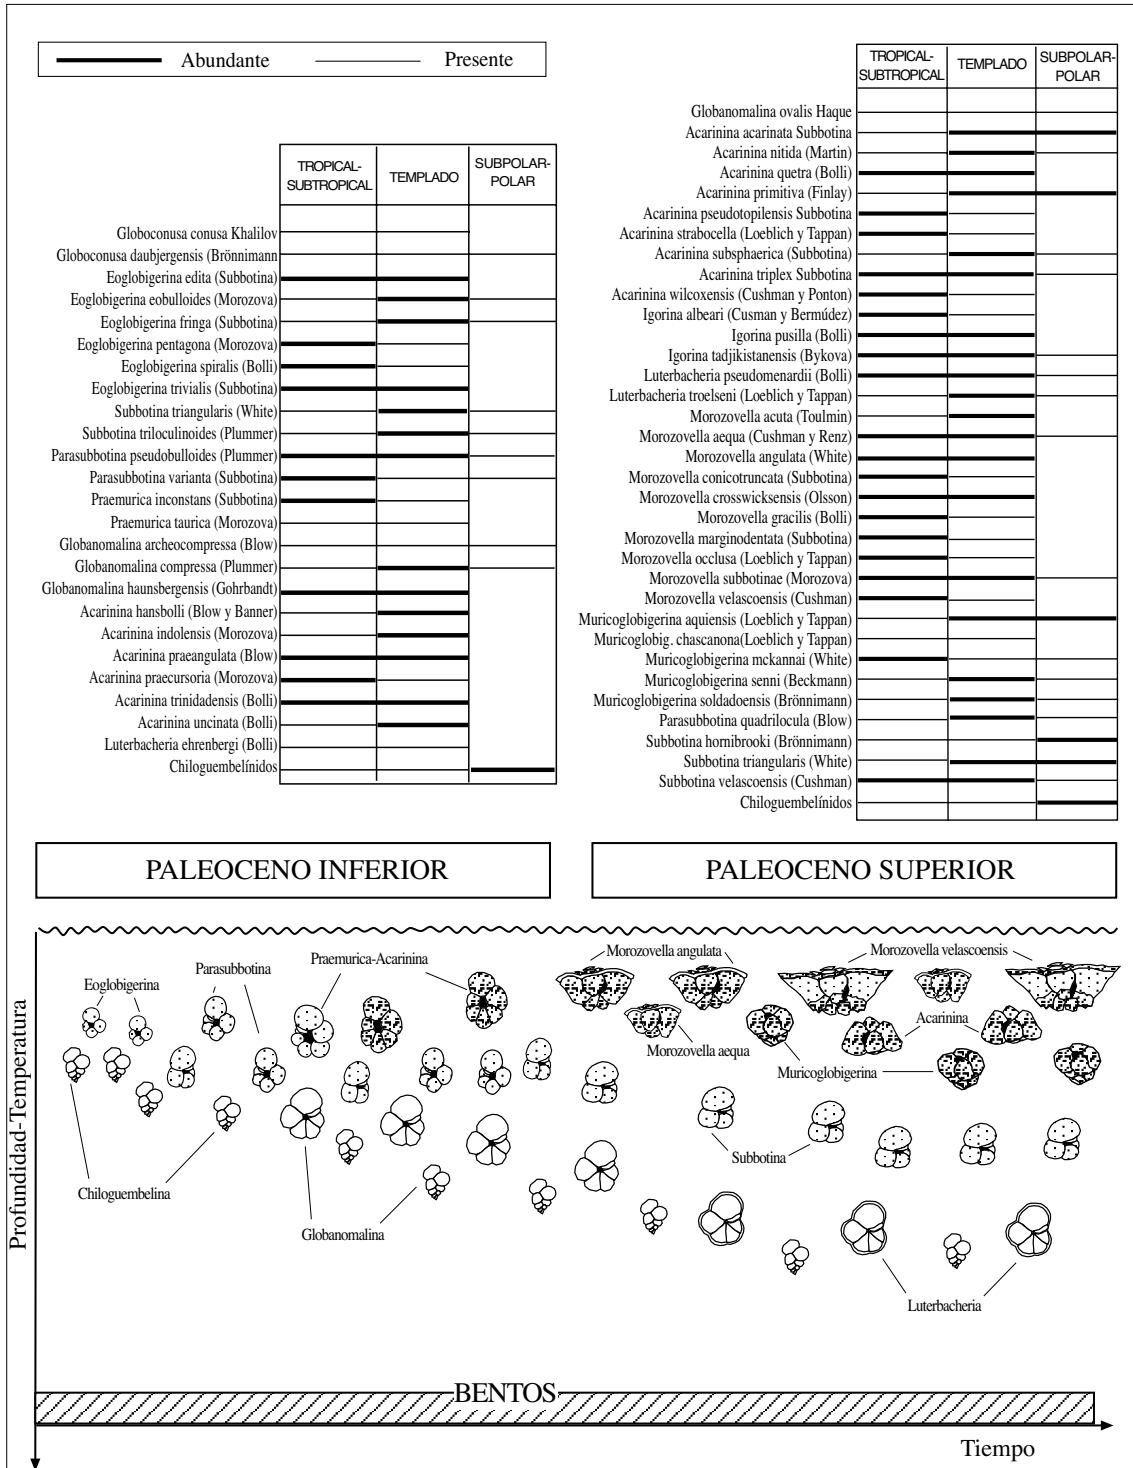 Abundante Presente
TROPICAL-
SUBTROPICAL
TEMPLADO
SUBPOLAR-
POLAR
Globoconusa conusa Khalilov
Globoconusa daubjergensis (Brönnimann
Eoglobigerina edita (Subbotina)
Eoglobigerina eobulloides (Morozova)
Eoglobigerina fringa (Subbotina)
Eoglobigerina pentagona (Morozova)
Eoglobigerina spiralis (Bolli)
Eoglobigerina trivialis (Subbotina)
Subbotina triangularis (White)
Subbotina triloculinoides (Plummer)
Parasubbotina pseudobulloides (Plummer)
Parasubbotina varianta (Subbotina)
Praemurica inconstans (Subbotina)
Praemurica taurica (Morozova)
Globanomalina archeocompressa (Blow)
Globanomalina compressa (Plummer)
Globanomalina haunsbergensis (Gohrbandt)
Acarinina hansbolli (Blow y Banner)
Acarinina indolensis (Morozova)
Acarinina praeangulata (Blow)
Acarinina praecursoria (Morozova)
Acarinina trinidadensis (Bolli)
Acarinina uncinata (Bolli)
Luterbacheria ehrenbergi (Bolli)
Chiloguembelínidos
TROPICAL-
SUBTROPICAL
TEMPLADO
SUBPOLAR-
POLAR
Globanomalina ovalis Haque
Acarinina acarinata Subbotina
Acarinina nitida (Martin)
Acarinina quetra (Bolli)
Acarinina primitiva (Finlay)
Acarinina pseudotopilensis Subbotina
Acarinina strabocella (Loeblich y Tappan)
Acarinina subsphaerica (Subbotina)
Acarinina triplex Subbotina
Acarinina wilcoxensis (Cushman y Ponton)
Igorina albeari (Cusman y Bermúdez)
Igorina pusilla (Bolli)
Igorina tadjikistanensis (Bykova)
Luterbacheria pseudomenardii (Bolli)
Luterbacheria troelseni (Loeblich y Tappan)
Morozovella acuta (Toulmin)
Morozovella aequa (Cushman y Renz)
Morozovella angulata (White)
Morozovella conicotruncata (Subbotina)
Morozovella crosswicksensis (Olsson)
Morozovella gracilis (Bolli)
Morozovella marginodentata (Subbotina)
Morozovella occlusa (Loeblich y Tappan)
Morozovella subbotinae (Morozova)
Morozovella velascoensis (Cushman)
Muricoglobigerina aquiensis (Loeblich y Tappan)
Muricoglobig. chascanona(Loeblich y Tappan)
Muricoglobigerina mckannai (White)
Muricoglobigerina senni (Beckmann)
Muricoglobigerina soldadoensis (Brönnimann)
Parasubbotina quadrilocula (Blow)
Subbotina hornibrooki (Brönnimann)
Subbotina triangularis (White)
Subbotina velascoensis (Cushman)
Chiloguembelínidos
PALEOCENO INFERIOR
PALEOCENO SUPERIOR
Profundidad-Temperatura
Eoglobigerina
Parasubbotina
Praemurica-Acarinina
Morozovella angulata
Morozovella velascoensis
Morozovella aequa
Acarinina
Muricoglobigerina
Subbotina
Chiloguembelina
Globanomalina
Luterbacheria
BENTOS
Tiempo